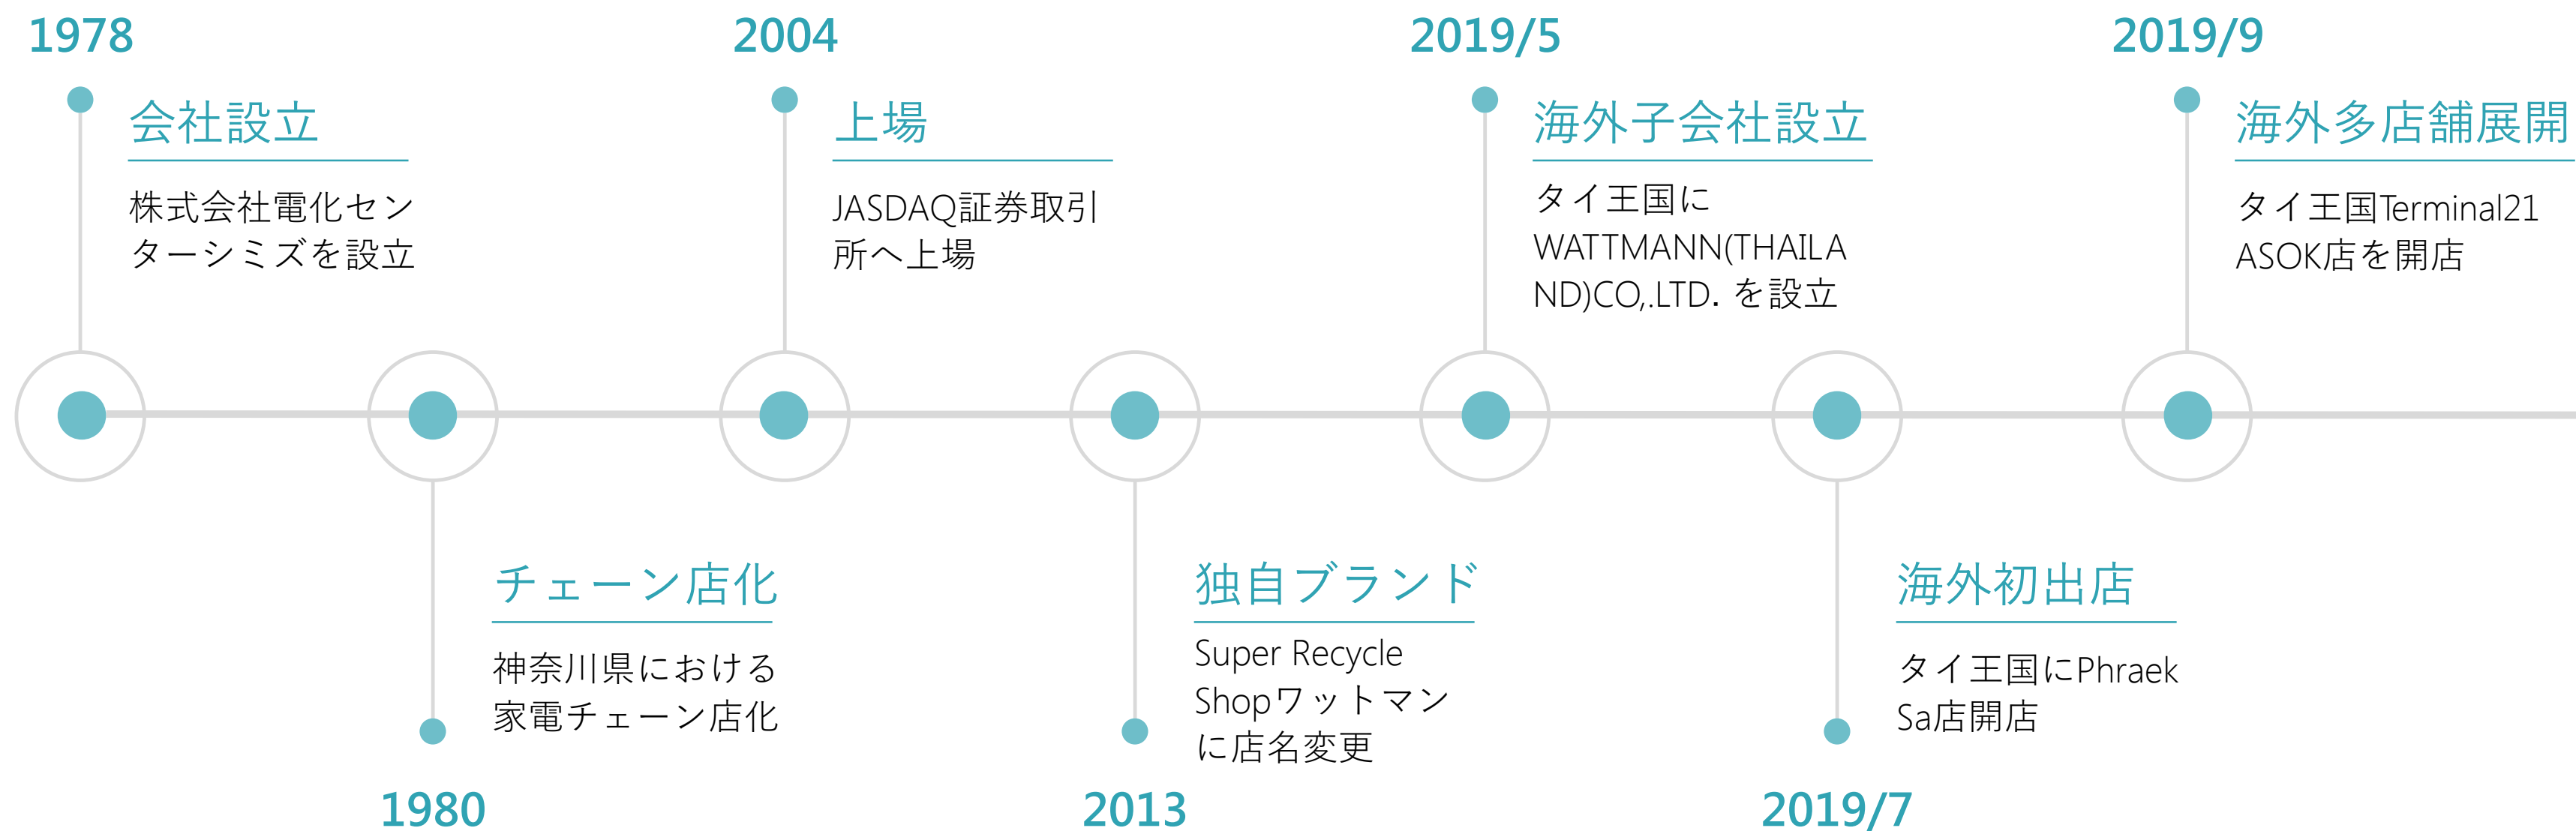 1978
会社設立
株式会社電化セン
ターシミズを設立
1980
チェーン店化
神奈川県における
家電チェーン店化
2004
上場
JASDAQ証券取引
所へ上場
2013
独自ブランド
Super Recycle
Shopワットマン
に店名変更
2019/5
海外子会社設立
タイ王国に
WATTMANN(THAILA
ND)CO,.LTD. を設立
2019/7
海外初出店
タイ王国にPhraek
Sa店開店
2019/9
海外多店舗展開
タイ王国Terminal21
ASOK店を開店